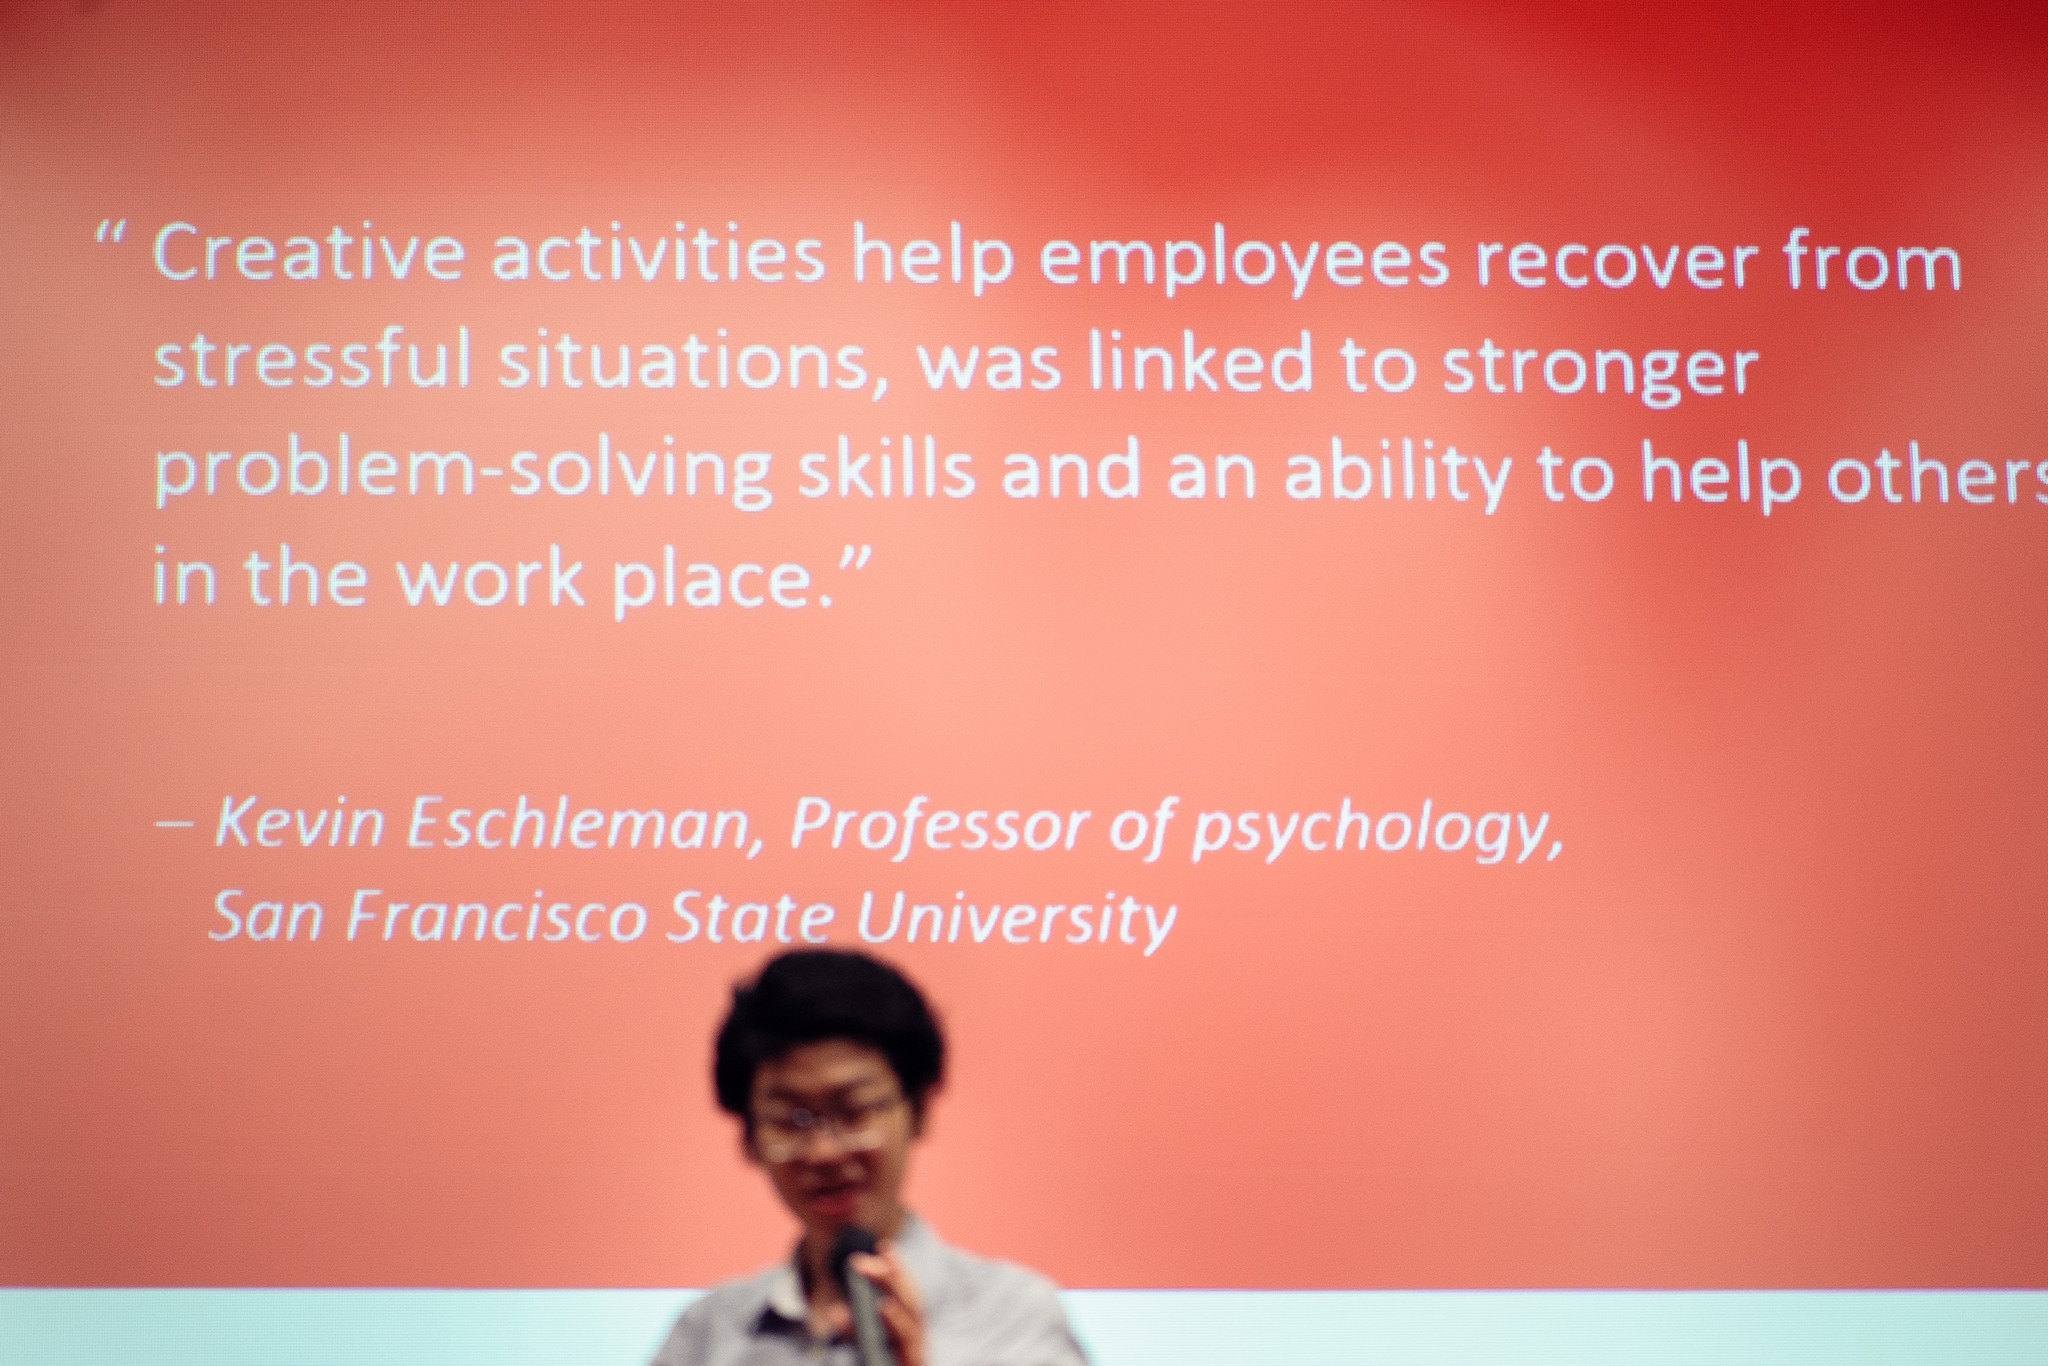 “ Creative activities help employees recover from
stressful situations, was linked to stronger
problem-solving skills and an ability to help others
in the work place.”
– Kevin Eschleman, Professor of psychology,
San Francisco State University